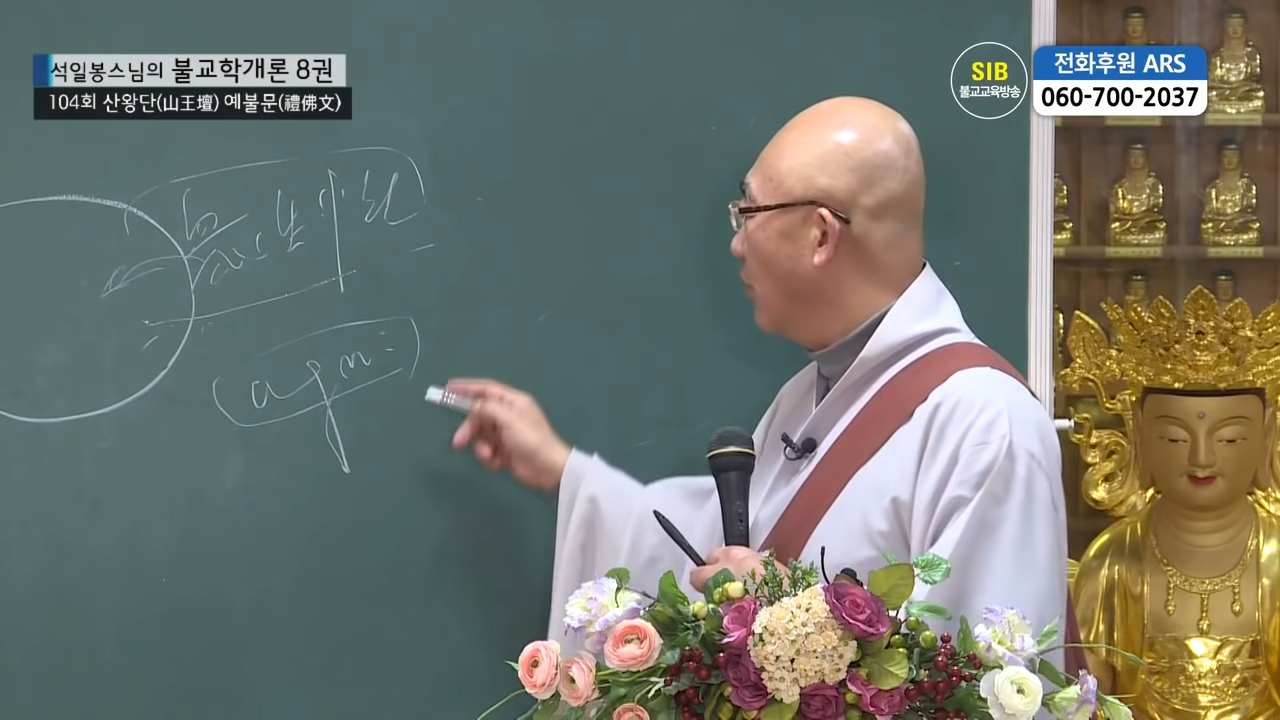 석일봉스님의 불교학개론 8권
104회 산왕단(山王壇) 예불문(禮佛文)
SIB
불교교육방송
전화후원 ARS
060-700-2037
(agni)